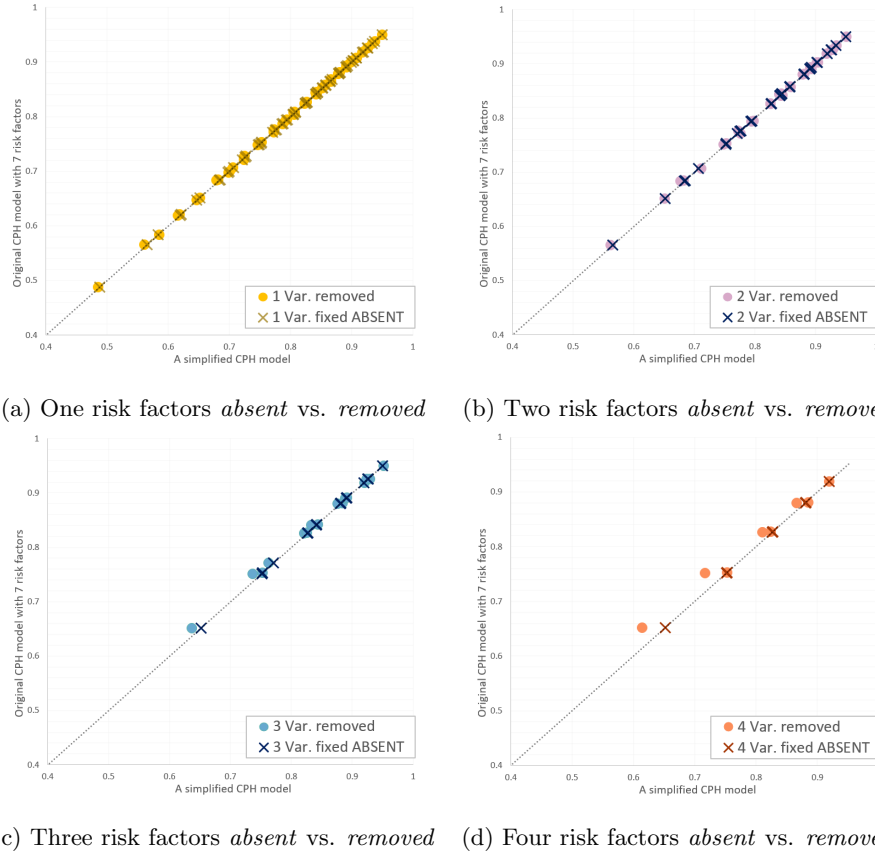 1
0.9
0.8
0.7
0.6
0.5
0.4
Original CPH model with 7 risk factors
0.4 0.5 0.6 0.7 0.8 0.9 1
A simplified CPH model
1 Var. removed
1 Var. fixed ABSENT
1
0.9
0.8
0.7
0.6
0.5
0.4
Original CPH model with 7 risk factors
0.4 0.5 0.6 0.7 0.8 0.9 1
A simplified CPH model
2 Var. removed
2 Var. fixed ABSENT
(a) One risk factors absent vs. removed
(b) Two risk factors absent vs. remove
1
0.9
0.8
0.7
0.6
0.5
0.4
Original CPH model with 7 risk factors
0.4 0.5 0.6 0.7 0.8 0.9 1
A simplified CPH model
3 Var. removed
3 Var. fixed ABSENT
1
0.9
0.8
0.7
0.6
0.5
0.4
Original CPH model with 7 risk factors
0.4 0.5 0.6 0.7 0.8 0.9
A simplified CPH model
4 Var. removed
4 Var. fixed ABSENT
c) Three risk factors absent vs. removed
(d) Four risk factors absent vs. remove